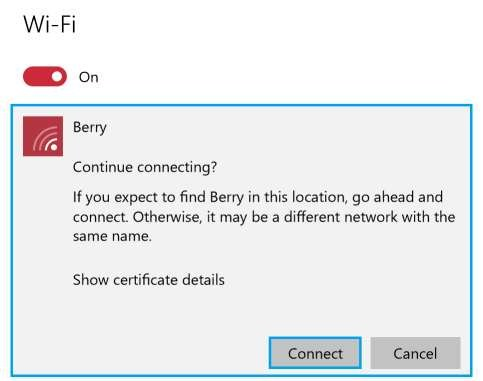 Wi-Fi
On
Berry
Continue connecting?
If you expect to find Berry in this location, go ahead and
connect. Otherwise, it may be a different network with the
same name.
Show certificate details
Connect Cancel